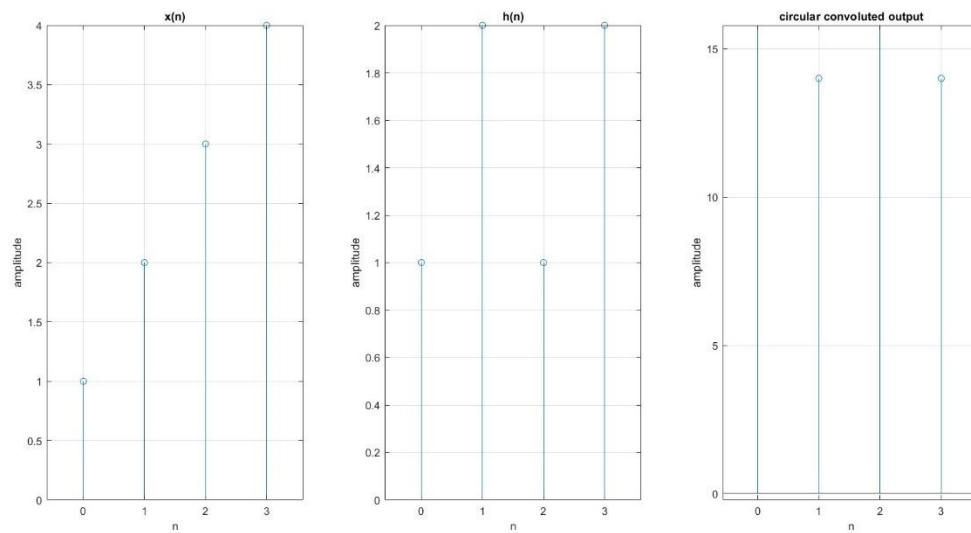 x(n)
4
3.5
3
2.5
2
1.5
1
0.5
0
amplitude
0 1 2 3
n
h(n)
2
1.8
1.6
1.4
1.2
1
0.8
0.6
0.4
0.2
0
amplitude
0 1 2 3
n
circular convoluted output
15
10
5
0
amplitude
0 1 2 3
n